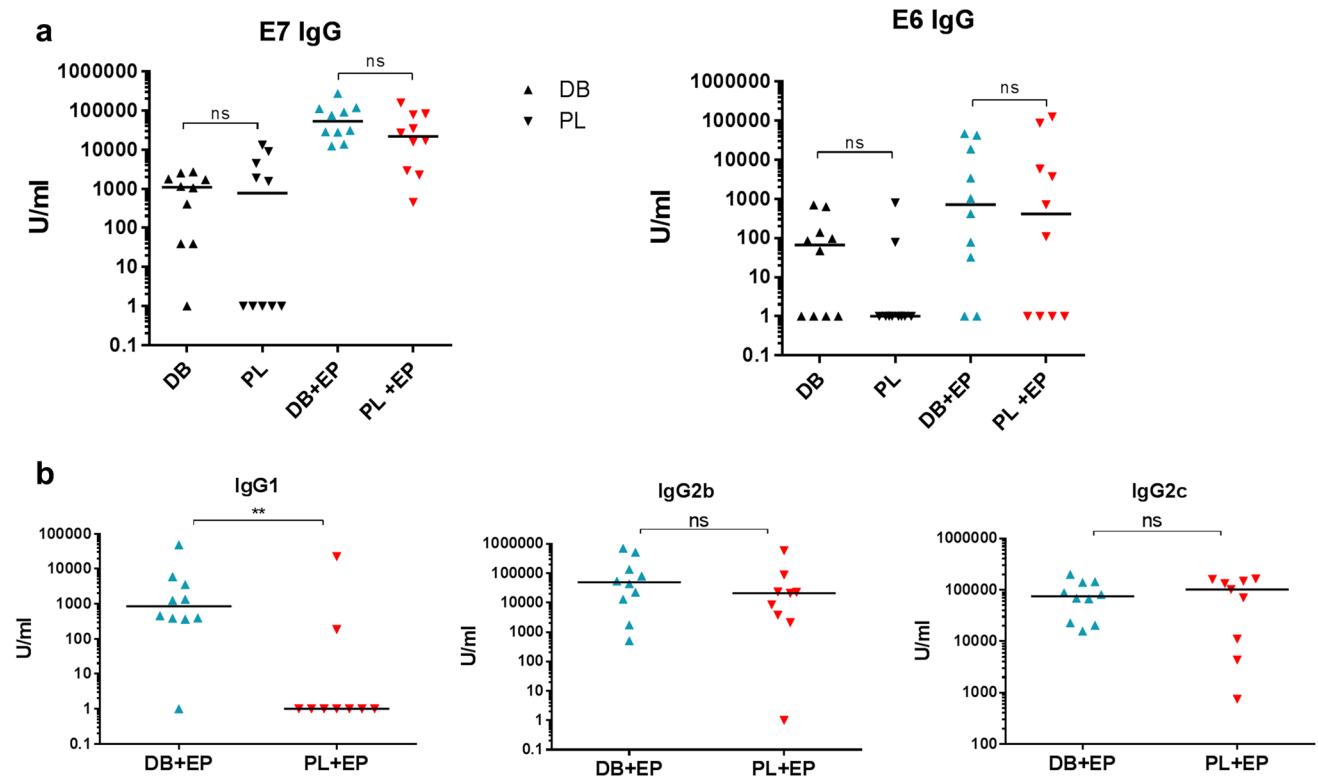 a
E7 IgG
E6 IgG
ns
ns
U/ml
1000000
100000
10000
1000
100
10
1
0.1
DB
PL
DB+EP
PL +EP
DB
PL
ns
ns
U/ml
1000000
100000
10000
1000
100
10
1
0.1
DB
PL
DB+EP
PL +EP
b
IgG1
**
U/ml
100000
10000
1000
100
10
1
0.1
DB+EP
PL+EP
IgG2b
ns
U/ml
1000000
100000
10000
1000
100
10
1
0.1
DB+EP
PL+EP
IgG2c
ns
U/ml
1000000
100000
10000
1000
100
DB+EP
PL+EP